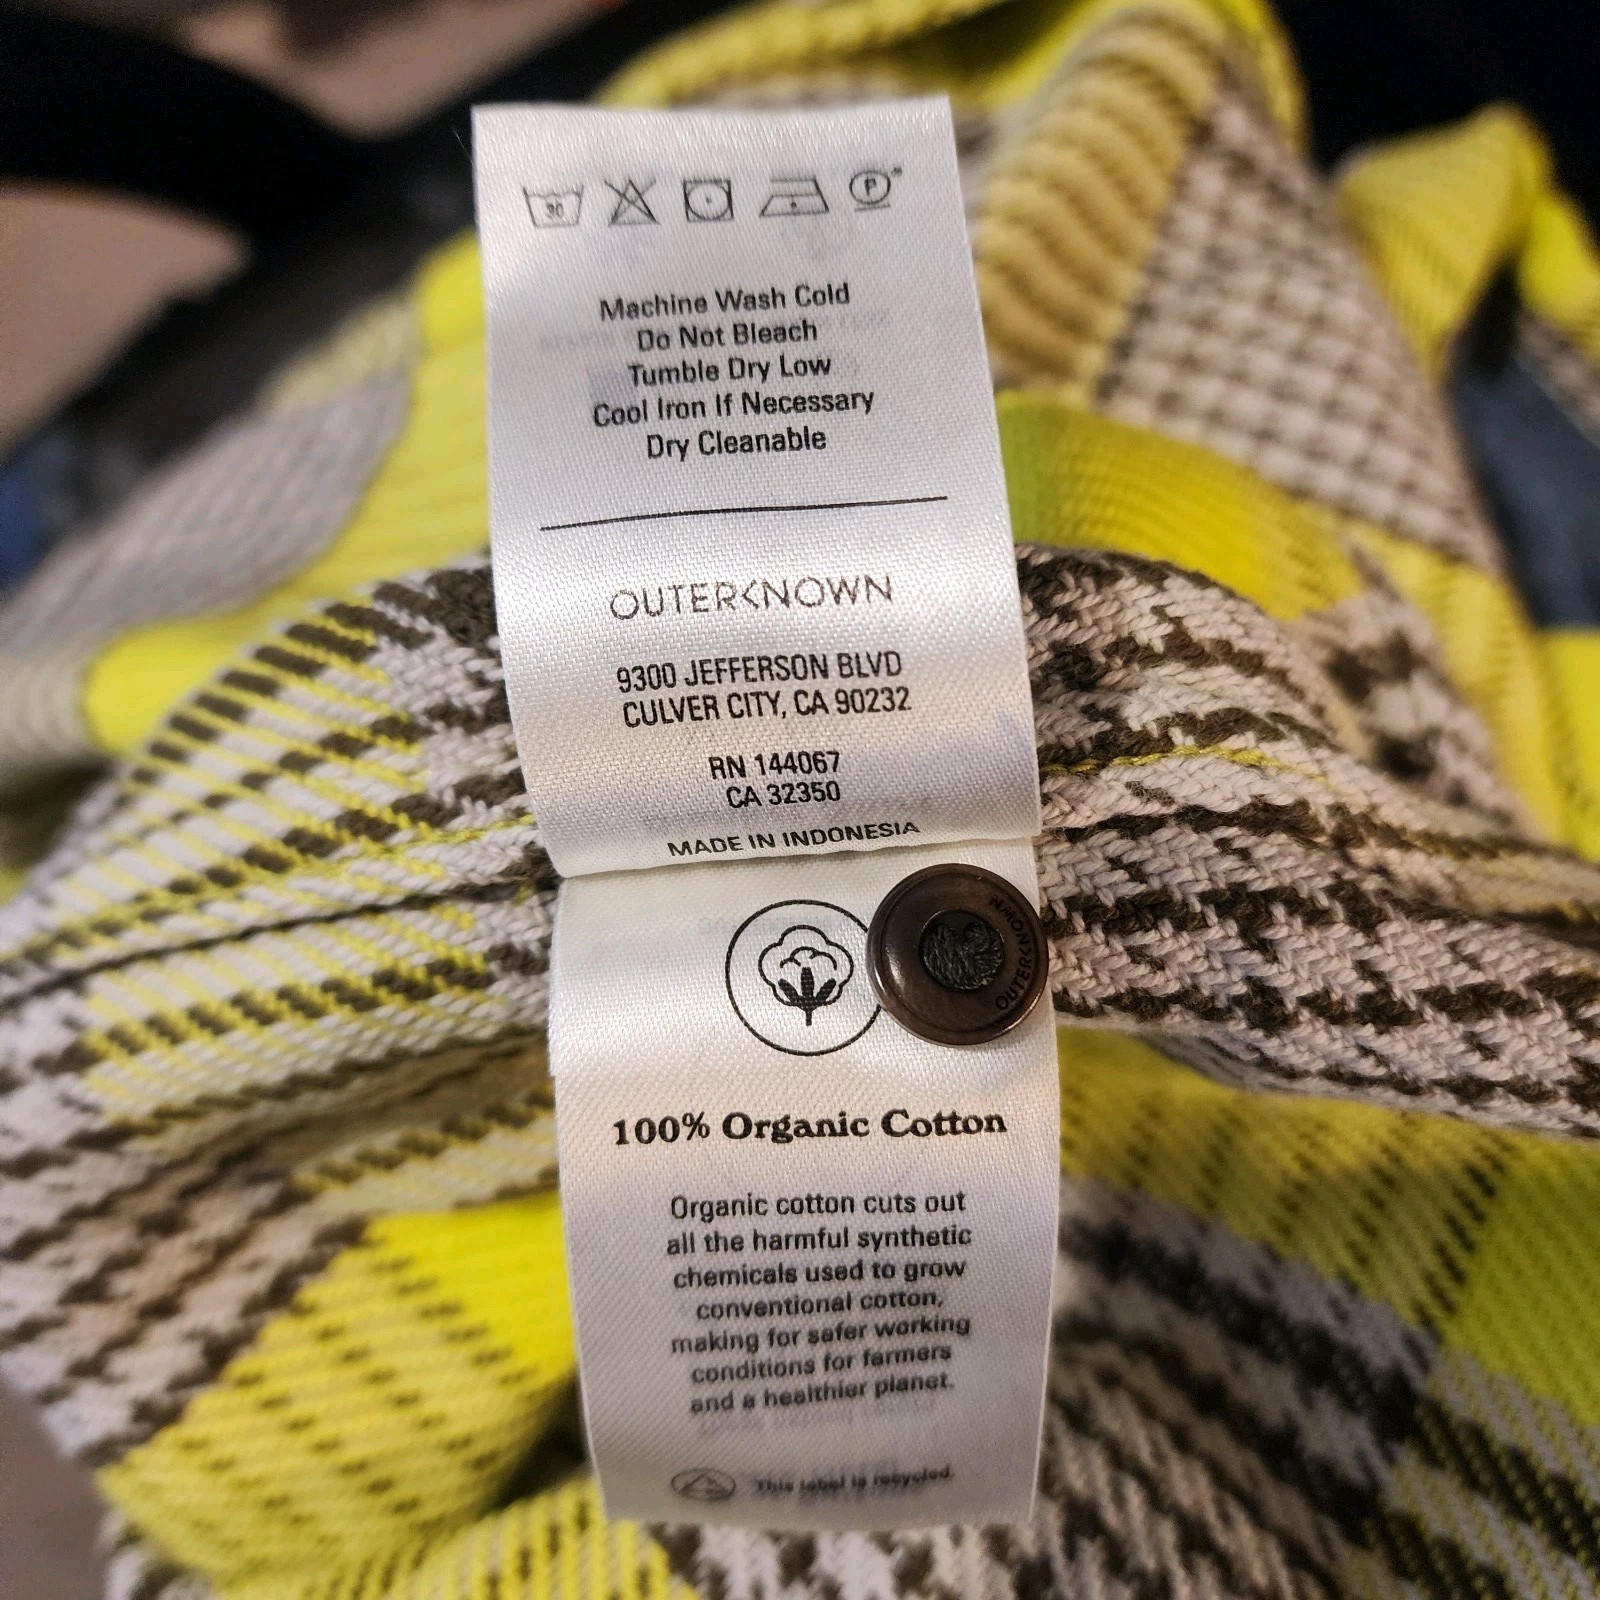 30
P
Machine Wash Cold
Do Not Bleach
Tumble Dry Low
Cool Iron If Necessary
Dry Cleanable
OUTERKNOWN
9300 JEFFERSON BLVD
CULVER CITY, CA 90232
RN 144067
CA 32350
MADE IN INDONESIA
OUTERKNOWN
100% Organic Cotton
Organic cotton cuts out
all the harmful synthetic
chemicals used to grow
conventional cotton,
making for safer working
conditions for farmers
and a healthier planet.
This label is recycled.